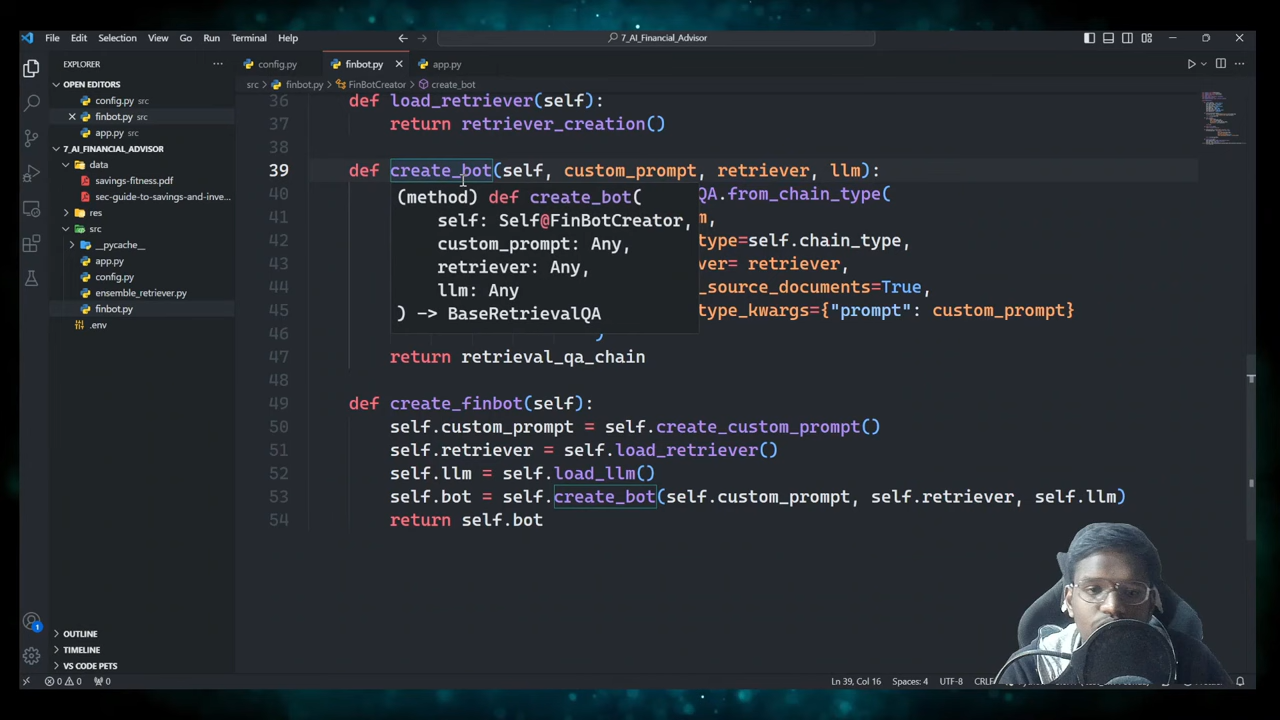 File Edit Selection View Go Run Terminal Help
7_AI_Financial_Advisor
EXPLORER
OPEN EDITORS
config.py src
finbot.py src
app.py src
7_AI_FINANCIAL_ADVISOR
data
savings-fitness.pdf
sec-guide-to-savings-and-inve...
res
src
__pycache__
app.py
config.py
ensemble_retriever.py
finbot.py
.env
OUTLINE
TIMELINE
VS CODE PETS
config.py finbot.py app.py
src > finbot.py > FinBotCreator > create_bot
36 def load_retriever(self):
37 return retriever_creation()
38
39 def create_bot(self, custom_prompt, retriever, llm):
40 QA.from_chain_type(
41 m,
42 type=self.chain_type,
43 ver= retriever,
44 _source_documents=True,
45 type_kwargs={"prompt": custom_prompt}
46 )
47 return retrieval_qa_chain
48
49 def create_finbot(self):
50 self.custom_prompt = self.create_custom_prompt()
51 self.retriever = self.load_retriever()
52 self.llm = self.load_llm()
53 self.bot = self.create_bot(self.custom_prompt, self.retriever, self.llm)
54 return self.bot
(method) def create_bot(
self: Self@FinBotCreator,
custom_prompt: Any,
retriever: Any,
llm: Any
) -> BaseRetrievalQA
1
0 0 0
Ln 39, Col 16 Spaces: 4 UTF-8 CRLF